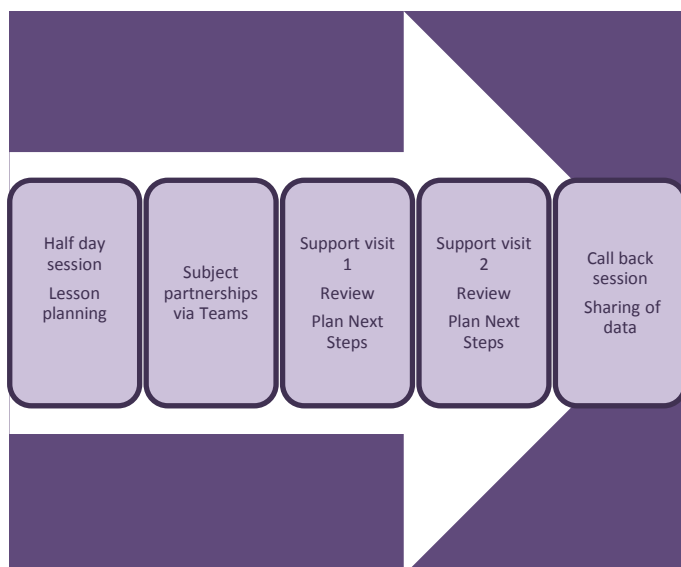 Half day
session
Lesson
planning
Subject
partnerships
via Teams
Support visit
1
Review
Plan Next
Steps
Support visit
2
Review
Plan Next
Steps
Call back
session
Sharing of
data